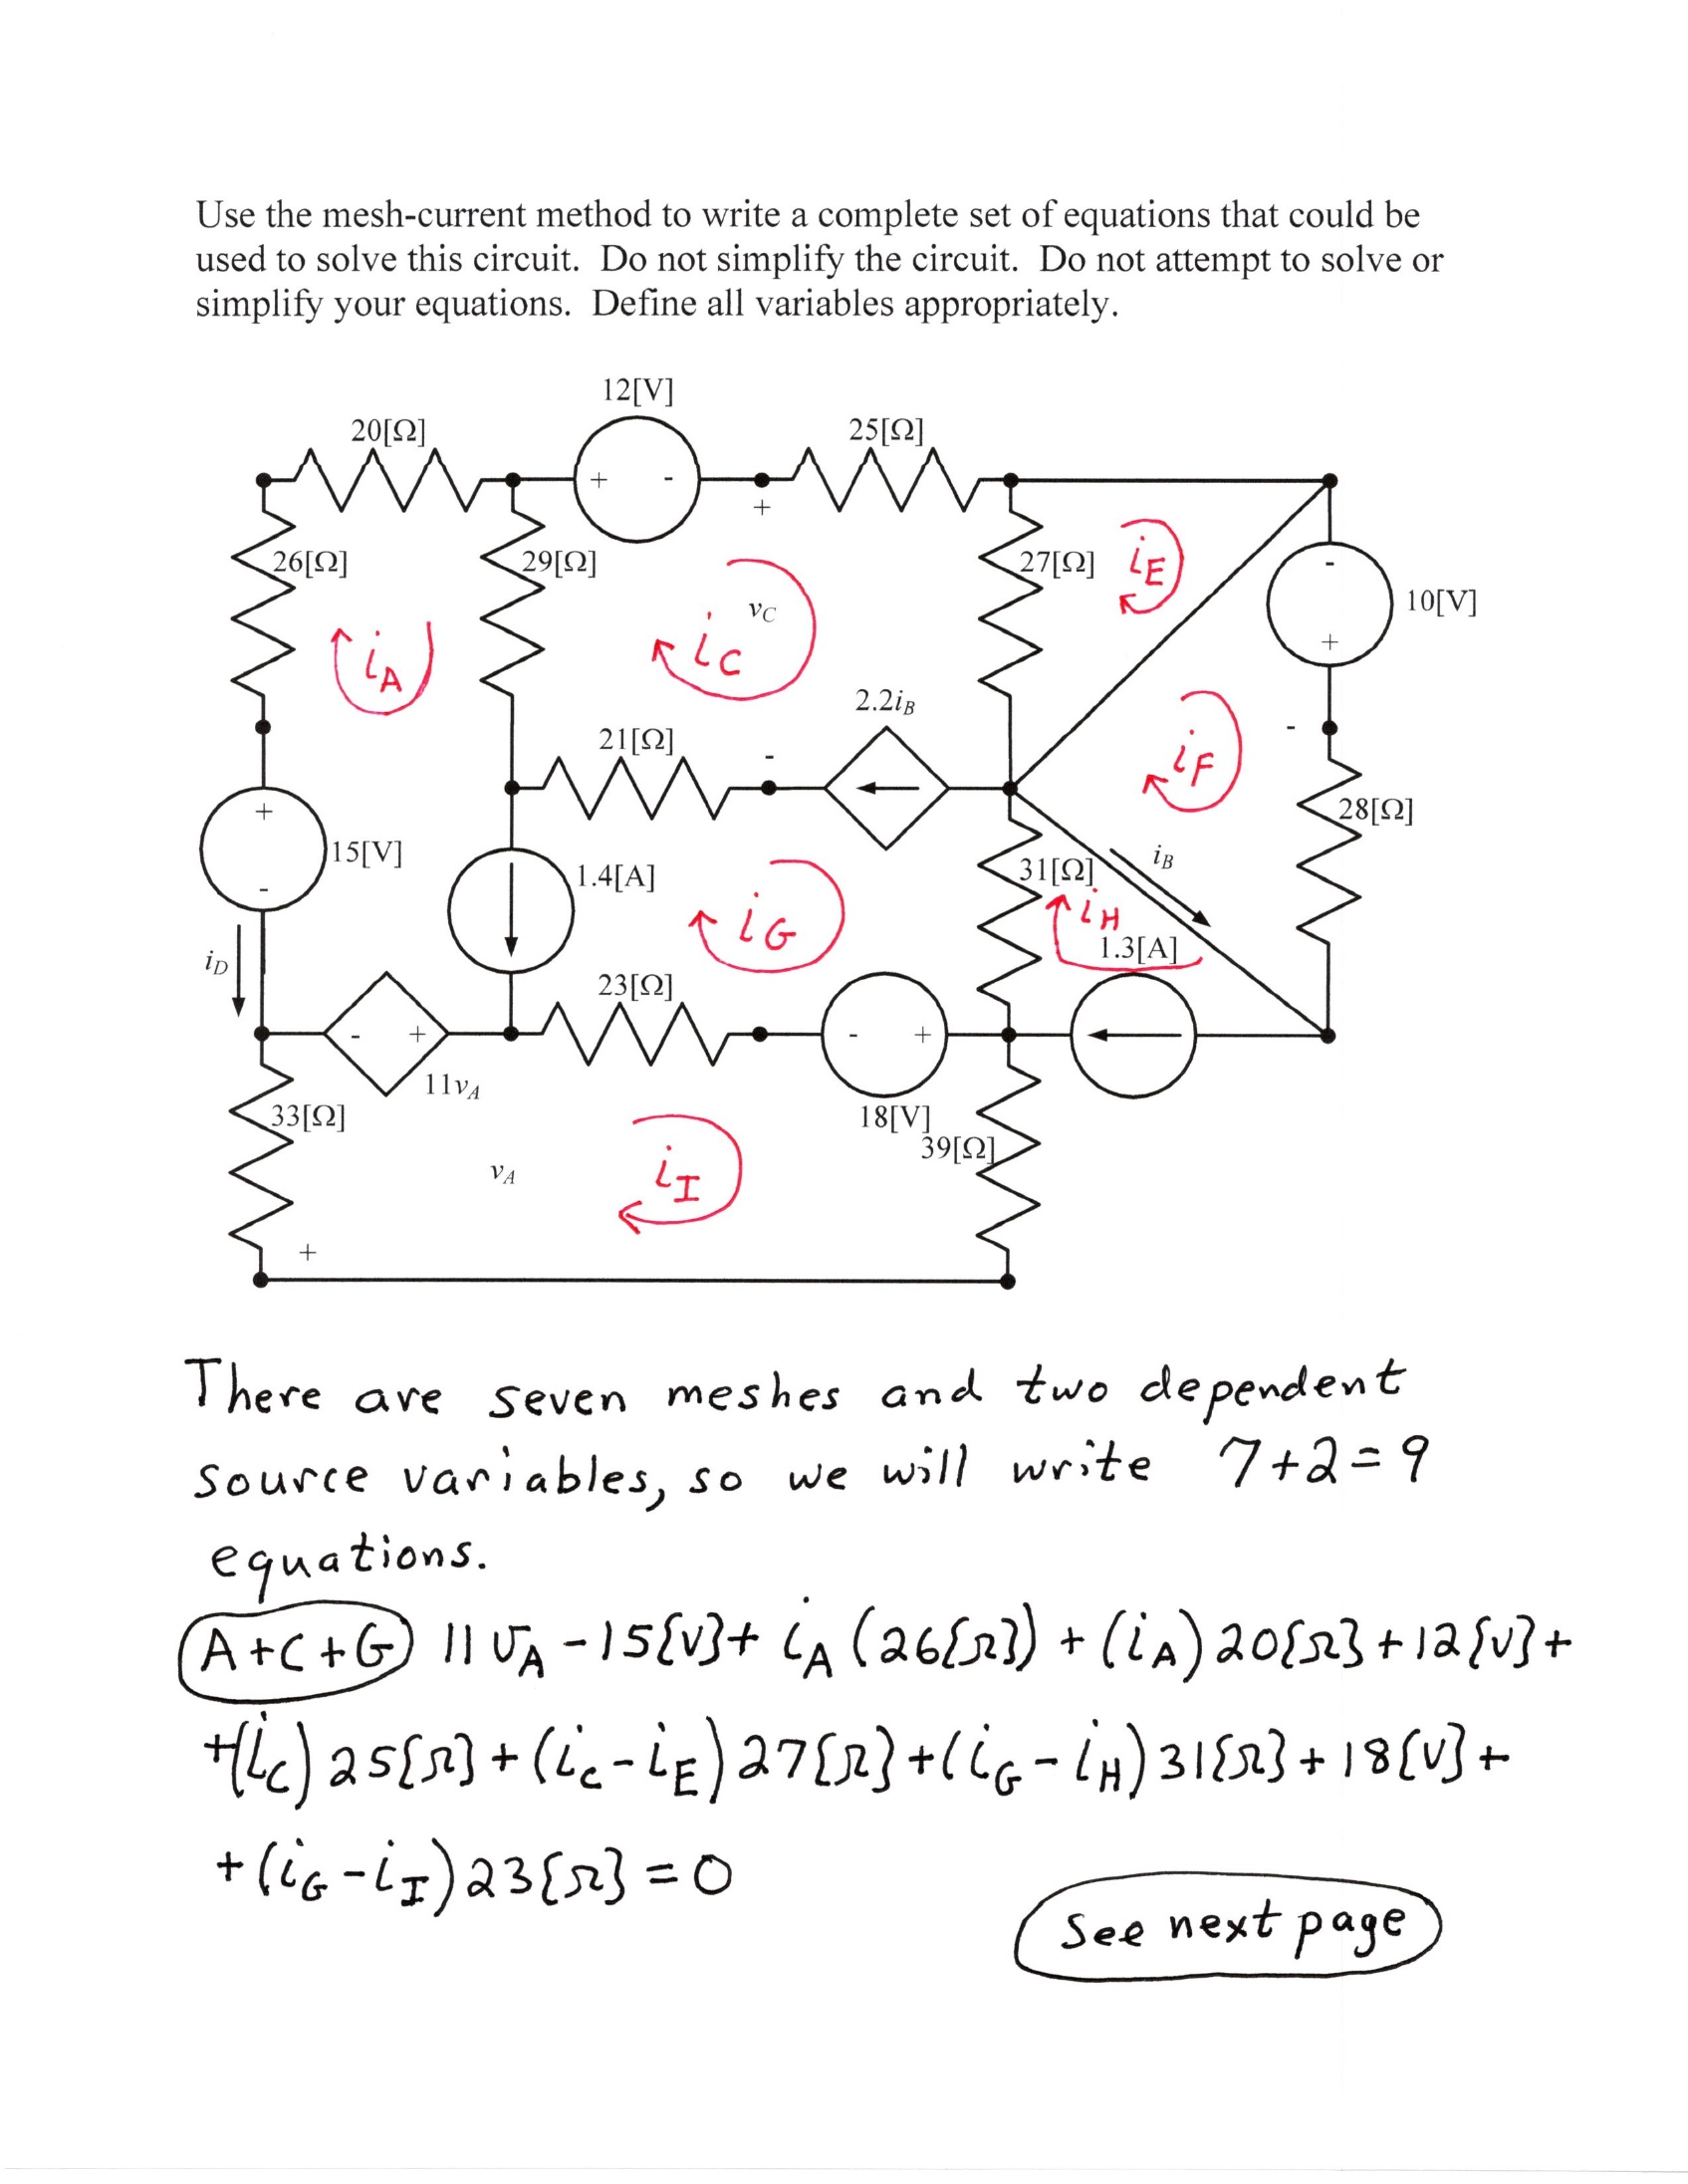 Use the mesh-current method to write a complete set of equations that could be
used to solve this circuit. Do not simplify the circuit. Do not attempt to solve or
simplify your equations. Define all variables appropriately.
12[V]
20[Ω]
25[Ω]
+ -
+
26[Ω]
29[Ω]
27[Ω]
iE
-
10[V]
+
vC
iC
iA
2.2iB
-
iF
21[Ω]
-
28[Ω]
+
15[V]
-
1.4[A]
31[Ω]
iB
iG
iH
1.3[A]
iD
23[Ω]
- +
- +
11vA
18[V]
33[Ω]
39[Ω]
vA
iI
+
There are seven meshes and two dependent
source variables, so we will write 7+2=9
equations.
A+C+G 11vA -15{V}+ iA (26{Ω}) + (iA) 20{Ω} +12{V} +
+(iC) 25{Ω} + (iC - iE) 27{Ω} + (iG - iH) 31{Ω} + 18{V} +
+ (iG - iI) 23{Ω} = 0
See next page